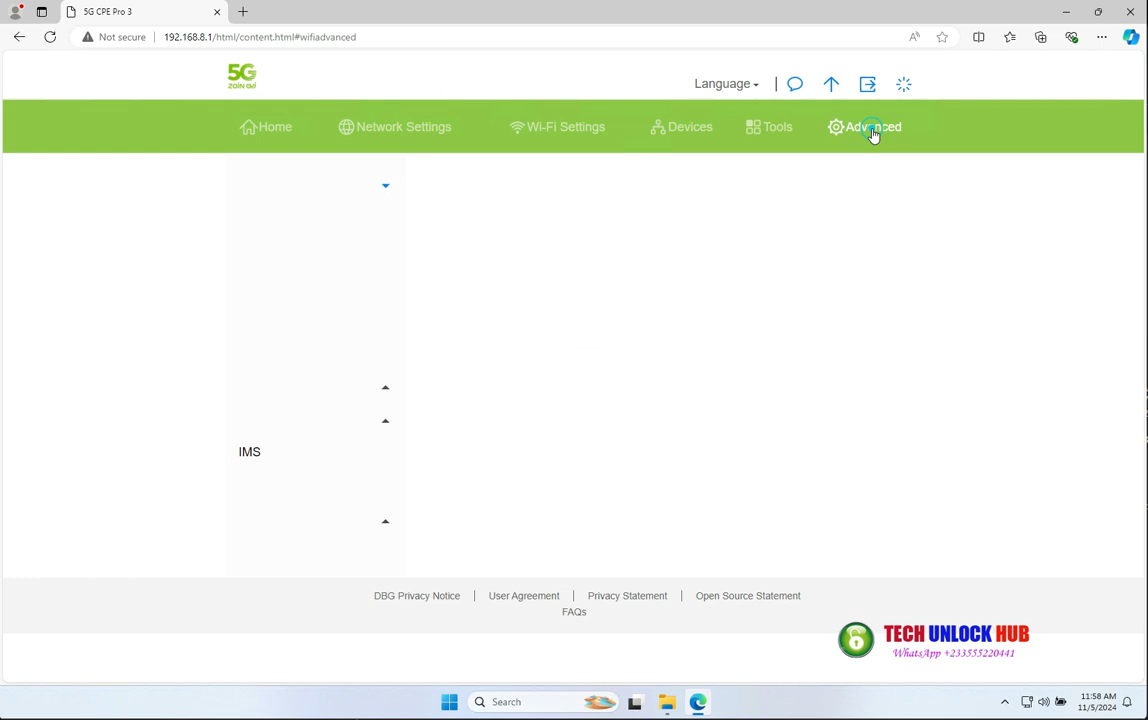 5G CPE Pro 3
Not secure
192.168.8.1/html/content.html#wifiadvanced
5G
Language
Home
Network Settings
Wi-Fi Settings
Devices
Tools
Advanced
IMS
DBG Privacy Notice
User Agreement
Privacy Statement
Open Source Statement
FAQs
TECH UNLOCK HUB
WhatsApp +233555220441
Search
11:58 AM
11/5/2024